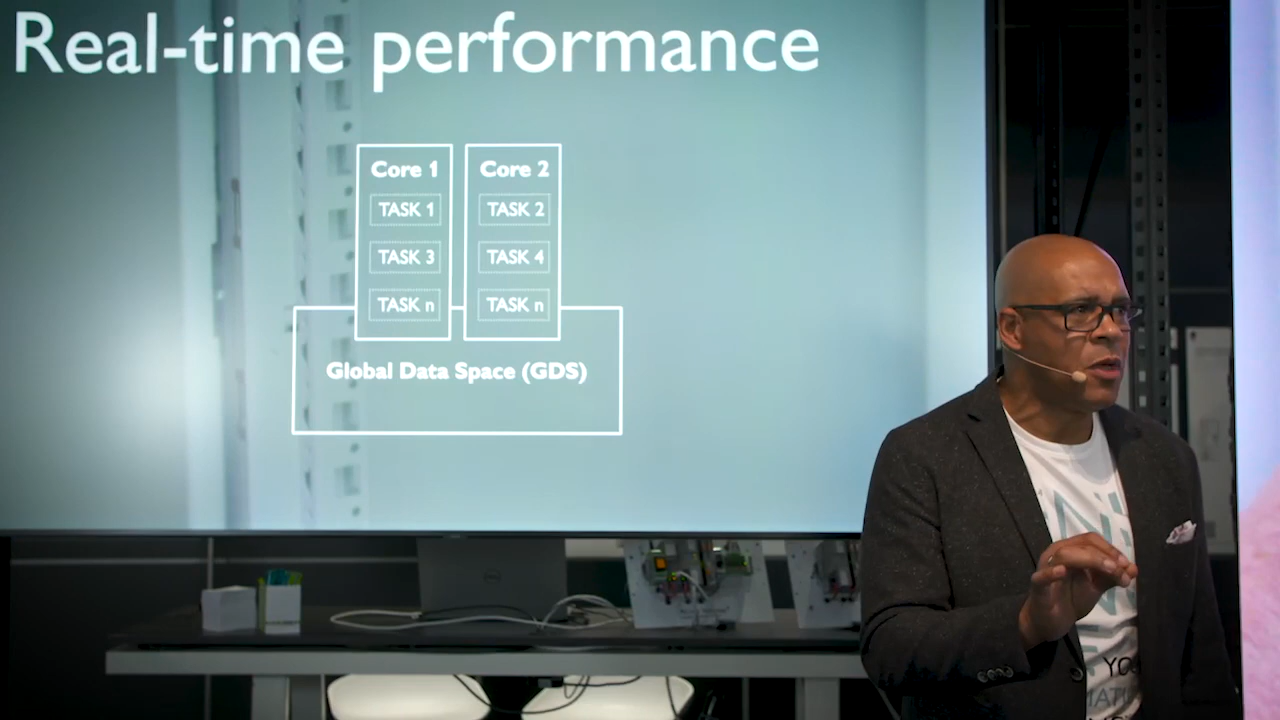 Real-time performance
Core 1
TASK 1
TASK 3
TASK n
Core 2
TASK 2
TASK 4
TASK n
Global Data Space (GDS)
DELL